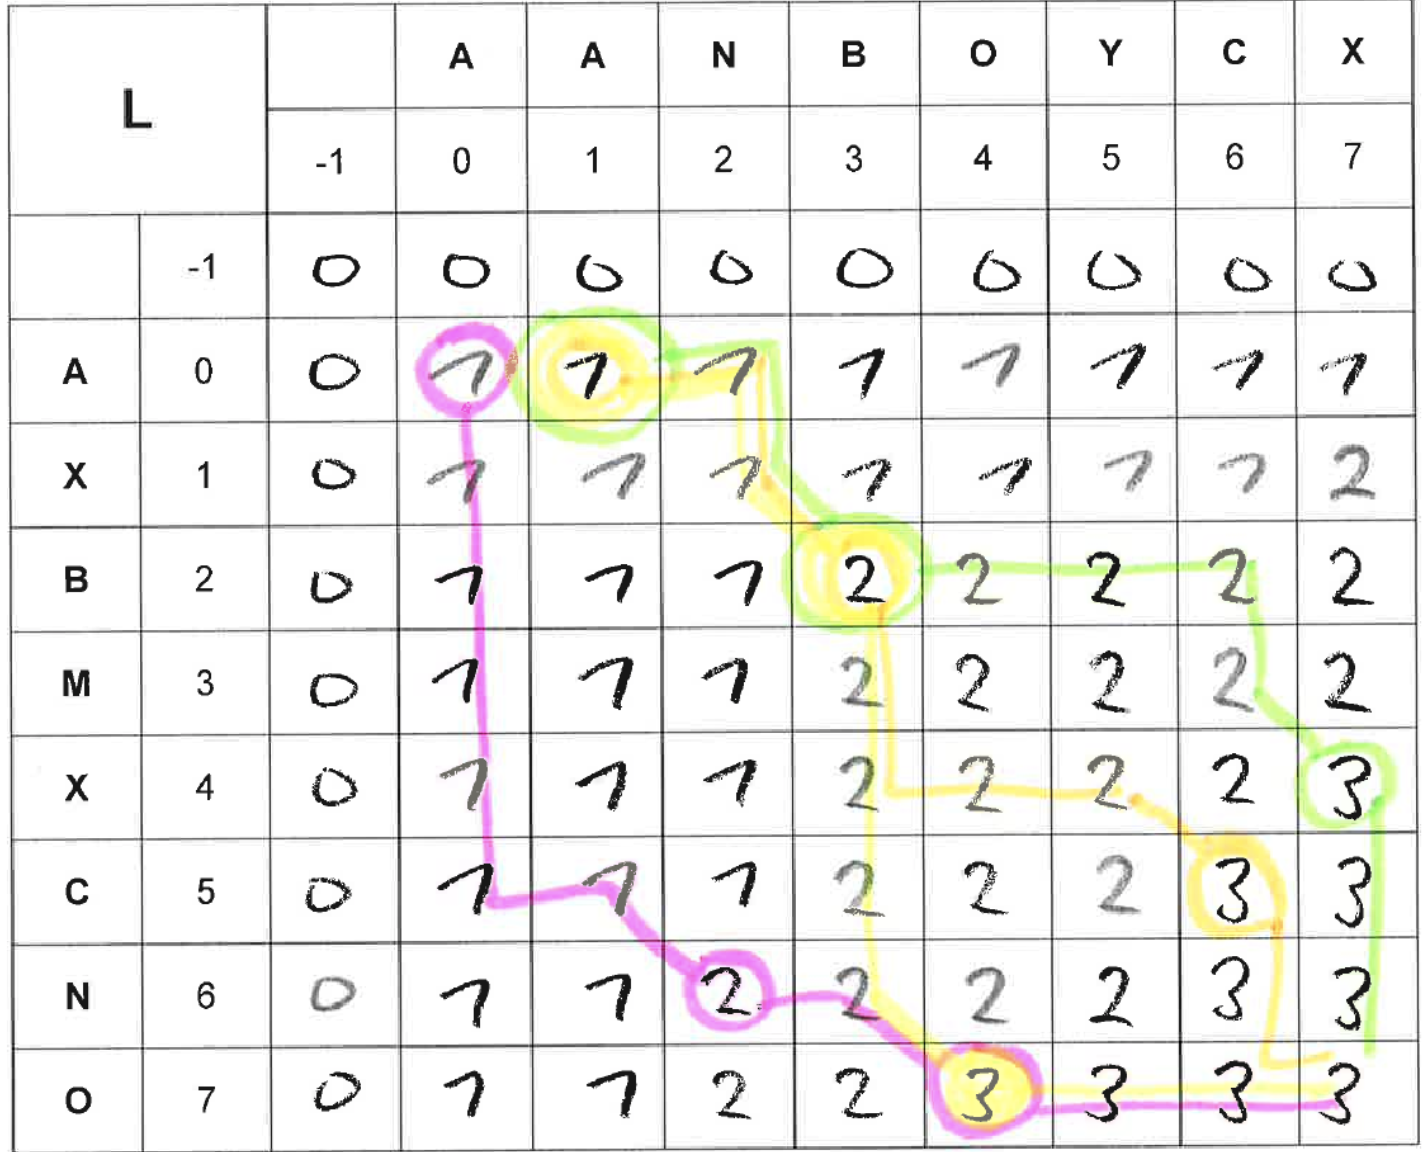 A A N B O Y C X
L
-1 0 1 2 3 4 5 6 7
-1 0 0 0 0 0 0 0 0 0
A 0 0 1 1 1 1 1 1 1 1
X 1 0 1 1 1 1 1 1 1 2
B 2 0 1 1 1 2 2 2 2 2
M 3 0 1 1 1 2 2 2 2 2
X 4 0 1 1 1 2 2 2 2 3
C 5 0 1 1 1 2 2 2 3 3
N 6 0 1 1 2 2 2 2 3 3
O 7 0 1 1 2 2 3 3 3 3